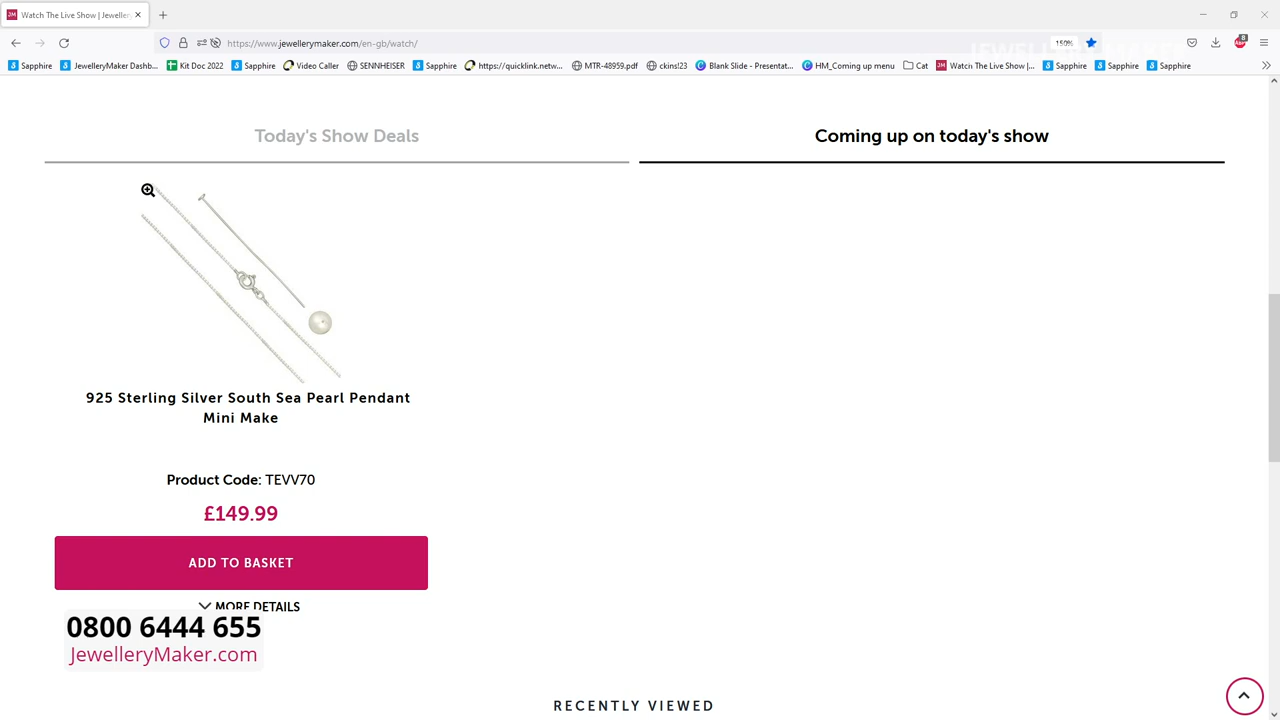 Watch The Live Show | Jeweller
https://www.jewellerymaker.com/en-gb/watch/
150%
Sapphire JewelleryMaker Dashb... Kit Doc 2022 Sapphire Video Caller SENNHEISER Sapphire https://quicklink.netw... MTR-48959.pdf ckinsl23 Blank Slide - Presentat... HM_Coming up menu Cat Watch The Live Show |... Sapphire Sapphire Sapphire
Today's Show Deals
Coming up on today's show
925 Sterling Silver South Sea Pearl Pendant
Mini Make
Product Code: TEVV70
£149.99
ADD TO BASKET
MORE DETAILS
0800 6444 655
JewelleryMaker.com
RECENTLY VIEWED